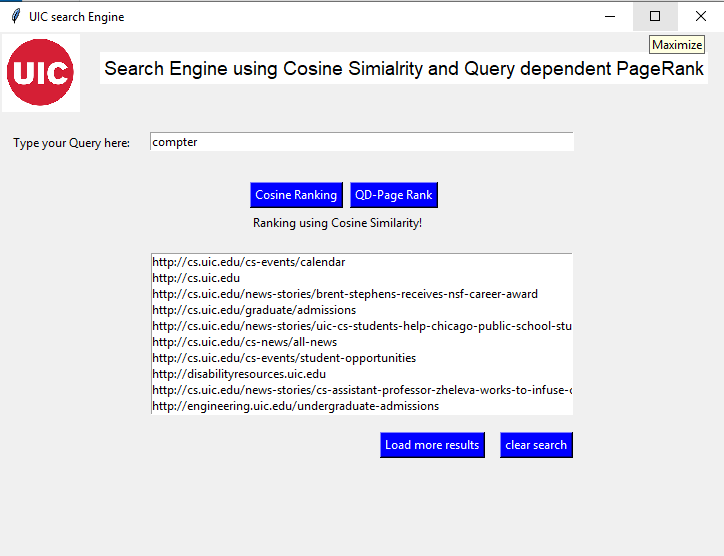 UIC search Engine
Maximize
UIC
Search Engine using Cosine Simialrity and Query dependent PageRank
Type your Query here:
compter
Cosine Ranking
QD-Page Rank
Ranking using Cosine Similarity!
http://cs.uic.edu/cs-events/calendar
http://cs.uic.edu
http://cs.uic.edu/news-stories/brent-stephens-receives-nsf-career-award
http://cs.uic.edu/graduate/admissions
http://cs.uic.edu/news-stories/uic-cs-students-help-chicago-public-school-stu
http://cs.uic.edu/cs-news/all-news
http://cs.uic.edu/cs-events/student-opportunities
http://disabilityresources.uic.edu
http://cs.uic.edu/news-stories/cs-assistant-professor-zheleva-works-to-infuse-c
http://engineering.uic.edu/undergraduate-admissions
Load more results
clear search